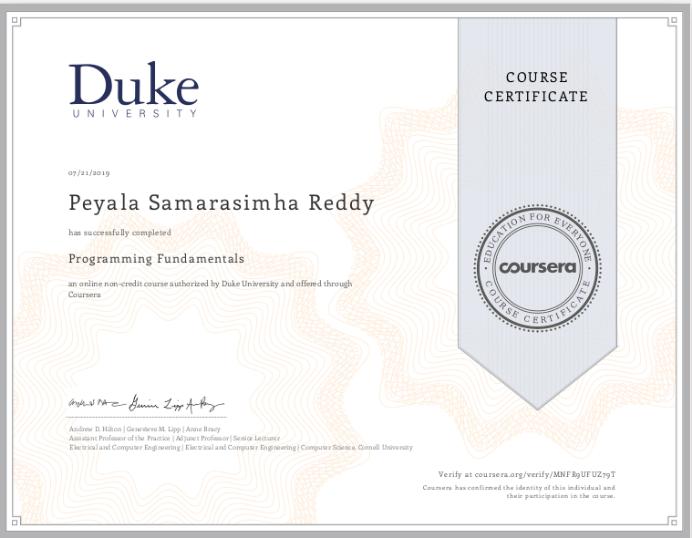 Duke
UNIVERSITY
COURSE
CERTIFICATE
07/21/2019
Peyala Samarasimha Reddy
has successfully completed
Programming Fundamentals
an online non-credit course authorized by Duke University and offered through
Coursera
EDUCATION FOR EVERYONE
coursera
COURSE CERTIFICATE
Andrew D. Hilton | Genevieve M. Lipp | Anne Bracy
Assistant Professor of the Practice | Adjunct Professor | Senior Lecturer
Electrical and Computer Engineering | Electrical and Computer Engineering | Computer Science, Cornell University
Verify at coursera.org/verify/MNFR9UFUZ79T
Coursera has confirmed the identity of this individual and
their participation in the course.